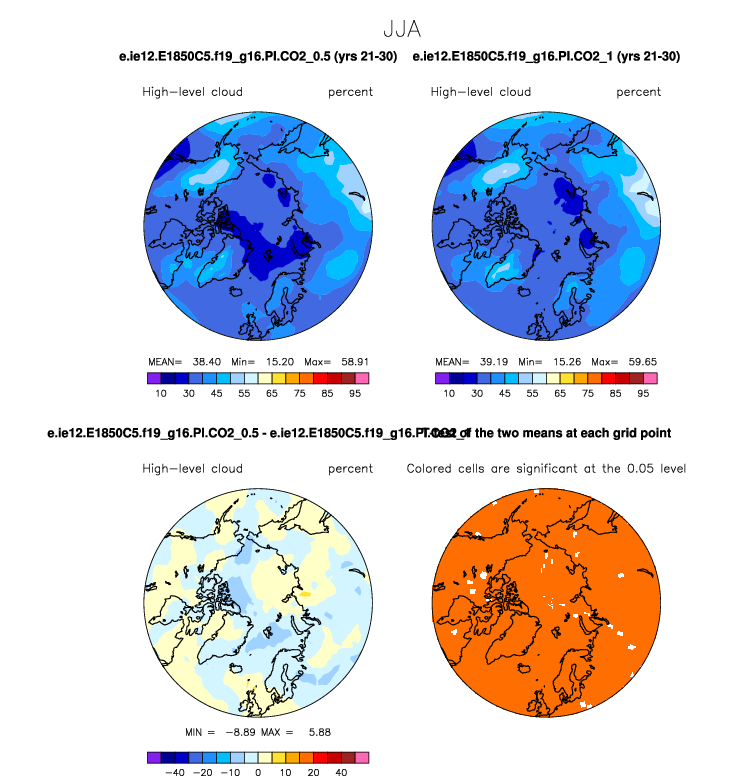 JJA
e.ie12.E1850C5.f19_g16.PI.CO2_0.5 (yrs 21-30) e.ie12.E1850C5.f19_g16.PI.CO2_1 (yrs 21-30)
High-level cloud percent High-level cloud percent
MEAN= 38.40 Min= 15.20 Max= 58.91 MEAN= 39.19 Min= 15.26 Max= 59.65
10 30 45 55 65 75 85 95 10 30 45 55 65 75 85 95
e.ie12.E1850C5.f19_g16.PI.CO2_0.5 - e.ie12.E1850C5.f19_g16.PI.CO2_1 of the two means at each grid point
High-level cloud percent Colored cells are significant at the 0.05 level
MIN = -8.89 MAX = 5.88
-40 -20 -10 0 10 20 40